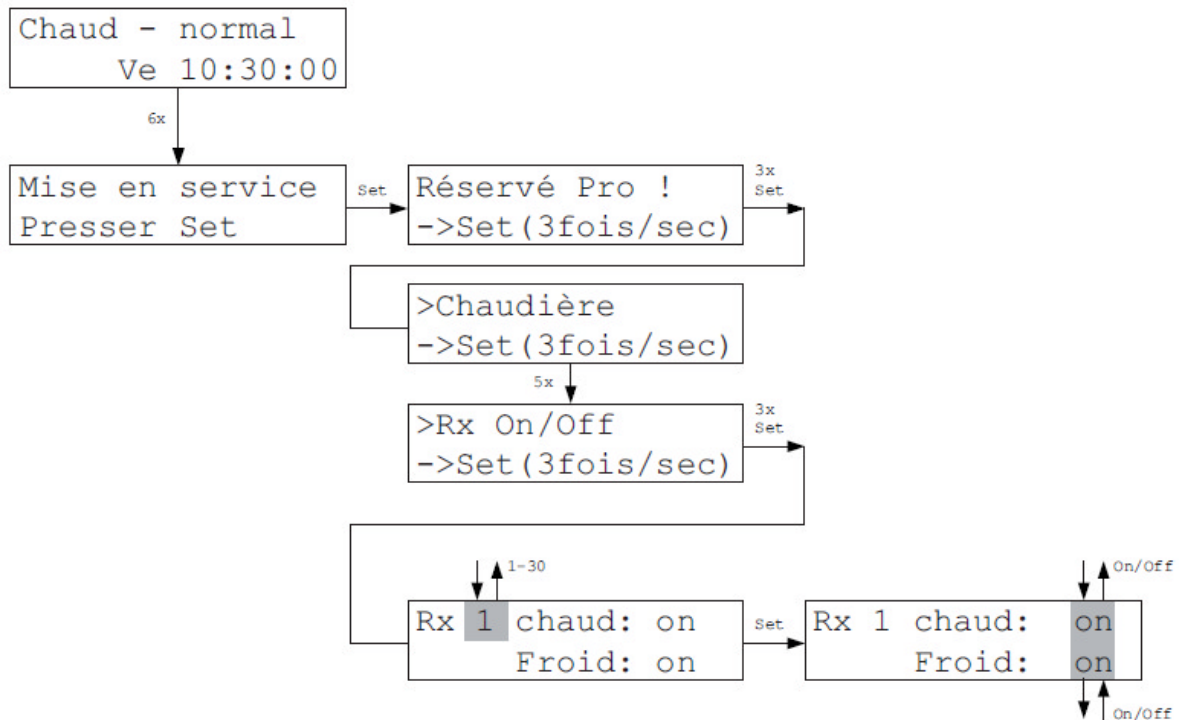 Chaud - normal
Ve 10:30:00
6x
Mise en service
Presser Set
Set
Réservé Pro !
->Set(3fois/sec)
3x
Set
>Chaudière
->Set(3fois/sec)
5x
>Rx On/Off
->Set(3fois/sec)
3x
Set
1-30
Rx 1 chaud: on
Froid: on
Set
On/Off
Rx 1 chaud: on
Froid: on
On/Off